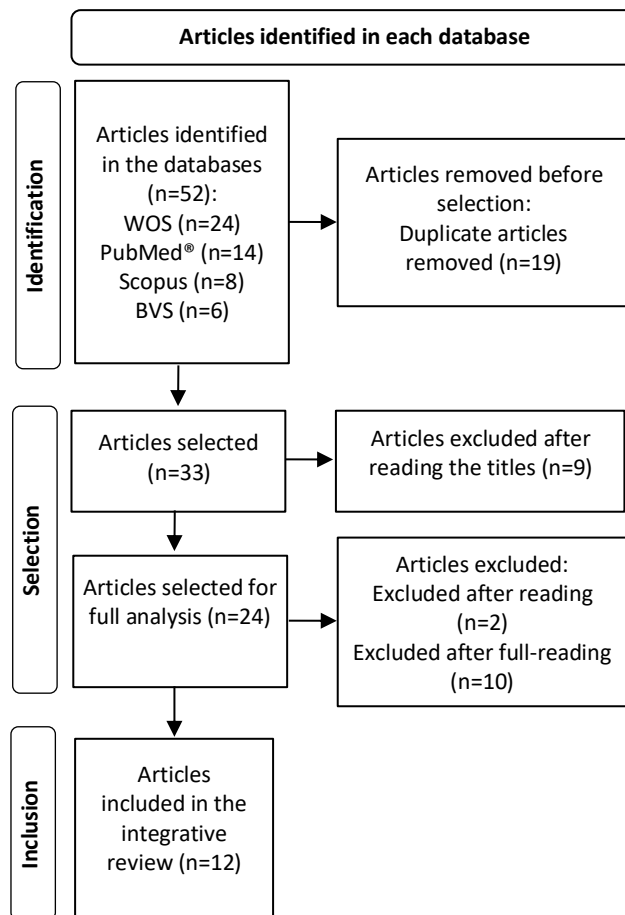 Articles identified in each database
Identification
Articles identified
in the databases
(n=52):
WOS (n=24)
PubMed® (n=14)
Scopus (n=8)
BVS (n=6)
Articles removed before
selection:
Duplicate articles
removed (n=19)
Selection
Articles selected
(n=33)
Articles excluded after
reading the titles (n=9)
Articles selected for
full analysis (n=24)
Articles excluded:
Excluded after reading
(n=2)
Excluded after full-reading
(n=10)
Inclusion
Articles
included in the
integrative
review (n=12)